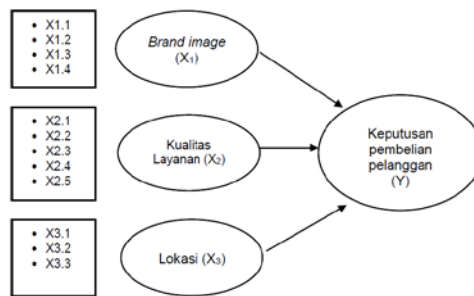 • X1.1
• X1.2
• X1.3
• X1.4
Brand image
(X₁)
• X2.1
• X2.2
• X2.3
• X2.4
• X2.5
Kualitas
Layanan (X₂)
Keputusan
pembelian
pelanggan
(Y)
• X3.1
• X3.2
• X3.3
Lokasi (X₃)